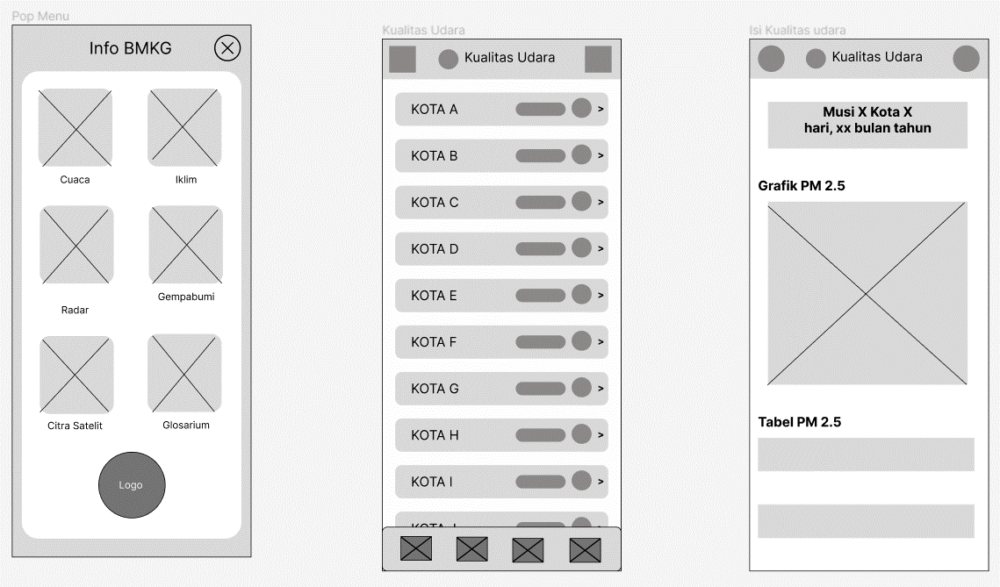 Pop Menu
Info BMKG
Cuaca
Iklim
Radar
Gempabumi
Citra Satelit
Glosarium
Logo
Kualitas Udara
Kualitas Udara
KOTA A
>
KOTA B
>
KOTA C
>
KOTA D
>
KOTA E
>
KOTA F
>
KOTA G
>
KOTA H
>
KOTA I
>
Isi Kualitas udara
Kualitas Udara
Musi X Kota X
hari, xx bulan tahun
Grafik PM 2.5
Tabel PM 2.5